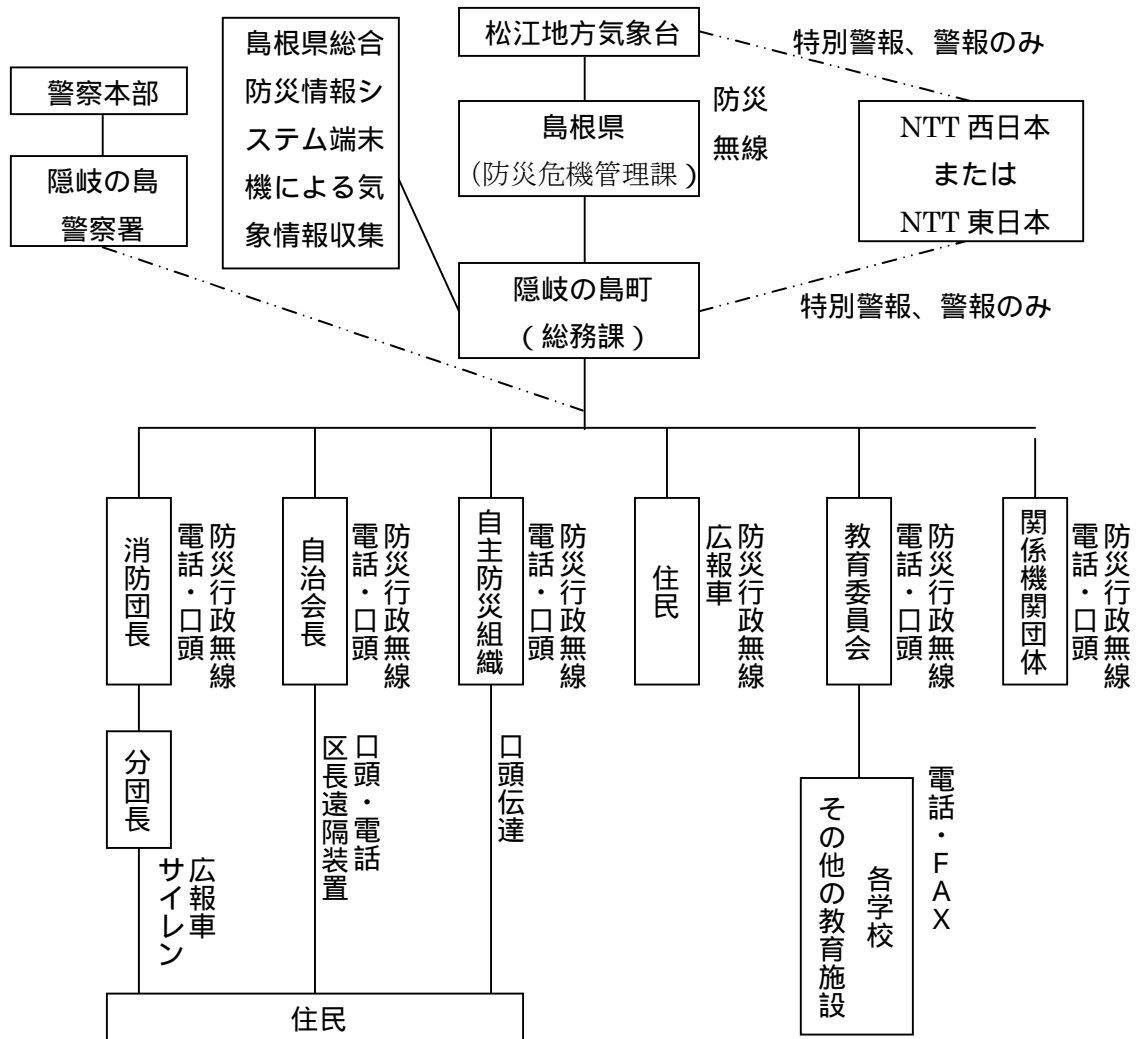 松江地方気象台
特別警報、警報のみ
島根県総合
防災情報シ
ステム端末
機による気
象情報収集
警察本部
隠岐の島
警察署
島根県
(防災危機管理課)
防災
無線
NTT 西日本
または
NTT 東日本
隠岐の島町
(総務課)
特別警報、警報のみ
消防団長
防災行政無線
電話・口頭
自治会長
防災行政無線
電話・口頭
自主防災組織
防災行政無線
電話・口頭
住民
防災行政無線
広報車
教育委員会
防災行政無線
電話・口頭
関係機関団体
防災行政無線
電話・口頭
分団長
広報車
サイレン
口頭・電話
区長遠隔装置
口頭伝達
各学校
その他の教育施設
電話・FAX
住民